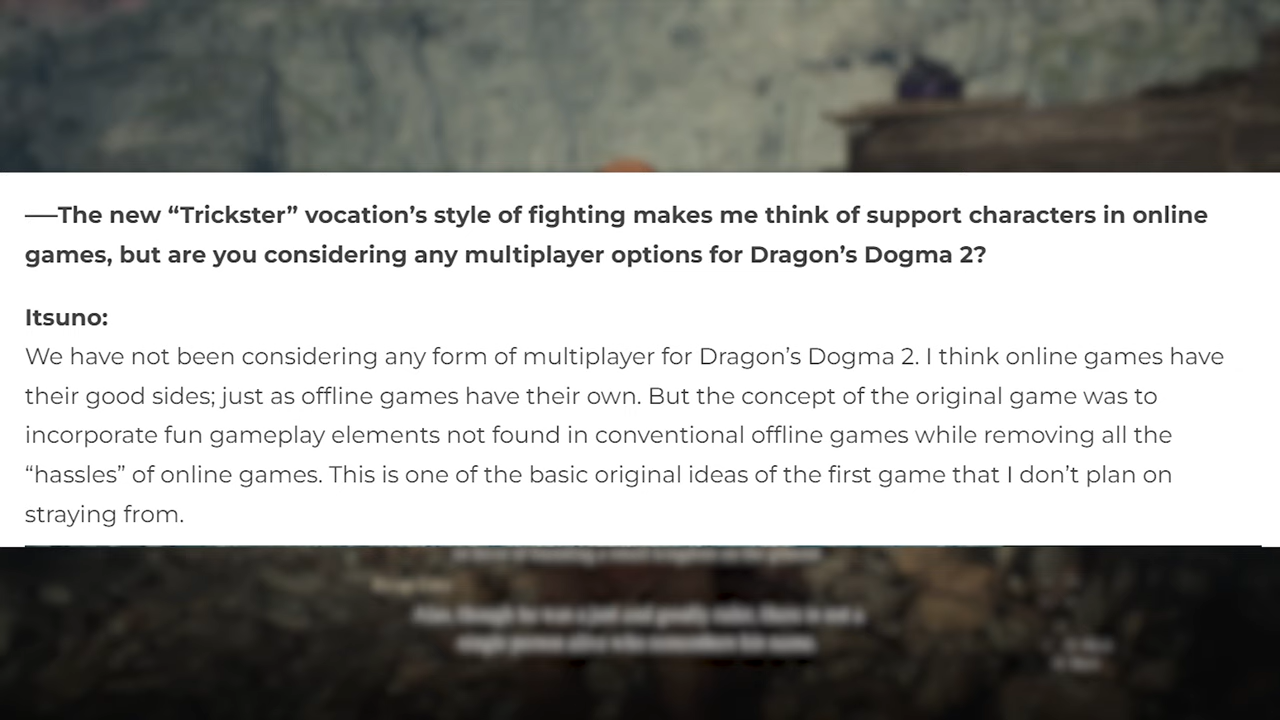 ——The new “Trickster” vocation’s style of fighting makes me think of support characters in online
games, but are you considering any multiplayer options for Dragon’s Dogma 2?
Itsuno:
We have not been considering any form of multiplayer for Dragon’s Dogma 2. I think online games have
their good sides; just as offline games have their own. But the concept of the original game was to
incorporate fun gameplay elements not found in conventional offline games while removing all the
“hassles” of online games. This is one of the basic original ideas of the first game that I don’t plan on
straying from.